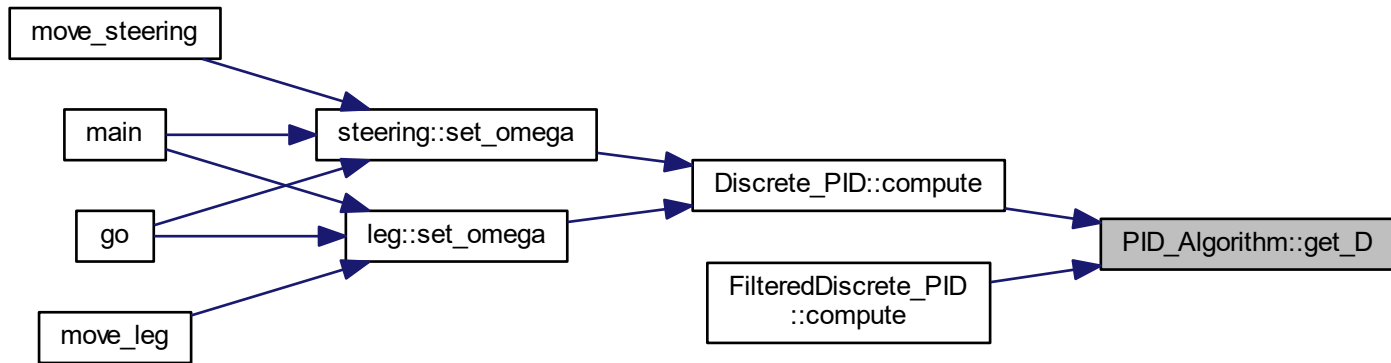 move_steering
main
go
move_leg
steering::set_omega
leg::set_omega
Discrete_PID::compute
FilteredDiscrete_PID
::compute
PID_Algorithm::get_D